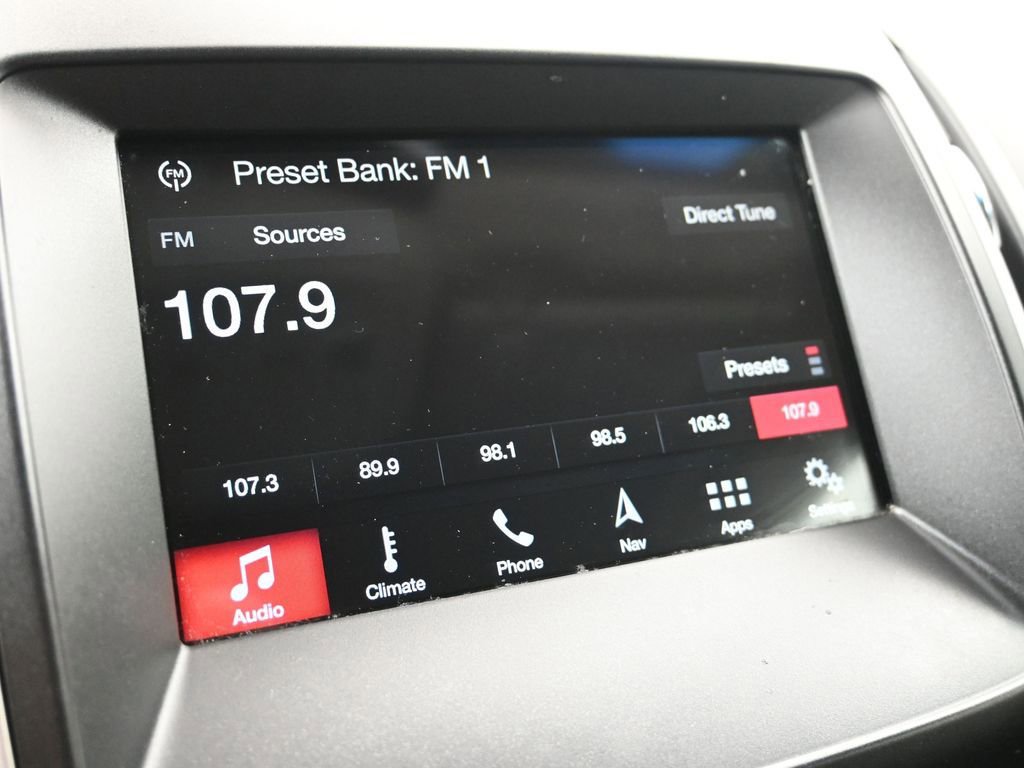 FM
Preset Bank: FM 1
FM Sources
Direct Tune
107.9
Presets
107.3 89.9 98.1 98.5 106.3 107.9
Audio Climate Phone Nav Apps Settings